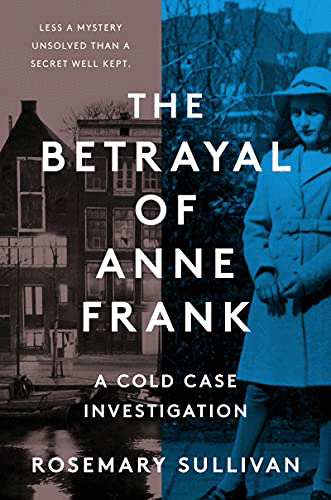 LESS A MYSTERY
UNSOLVED THAN A
SECRET WELL KEPT.
THE
BETRAYAL
OF
ANNE
FRANK
A COLD CASE
INVESTIGATION
ROSEMARY SULLIVAN